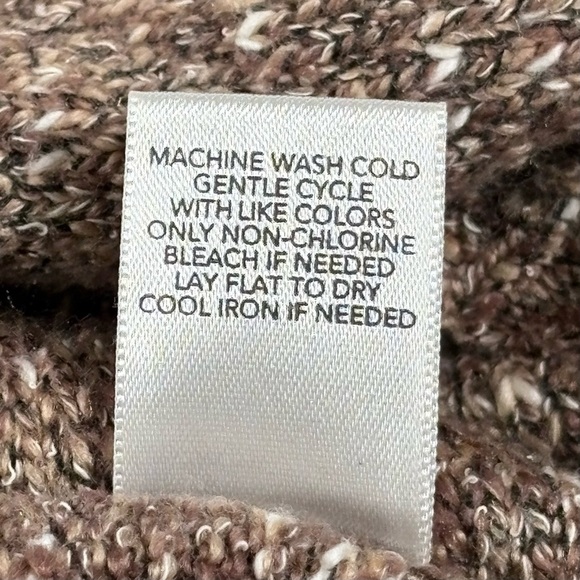 MACHINE WASH COLD
GENTLE CYCLE
WITH LIKE COLORS
ONLY NON-CHLORINE
BLEACH IF NEEDED
LAY FLAT TO DRY
COOL IRON IF NEEDED